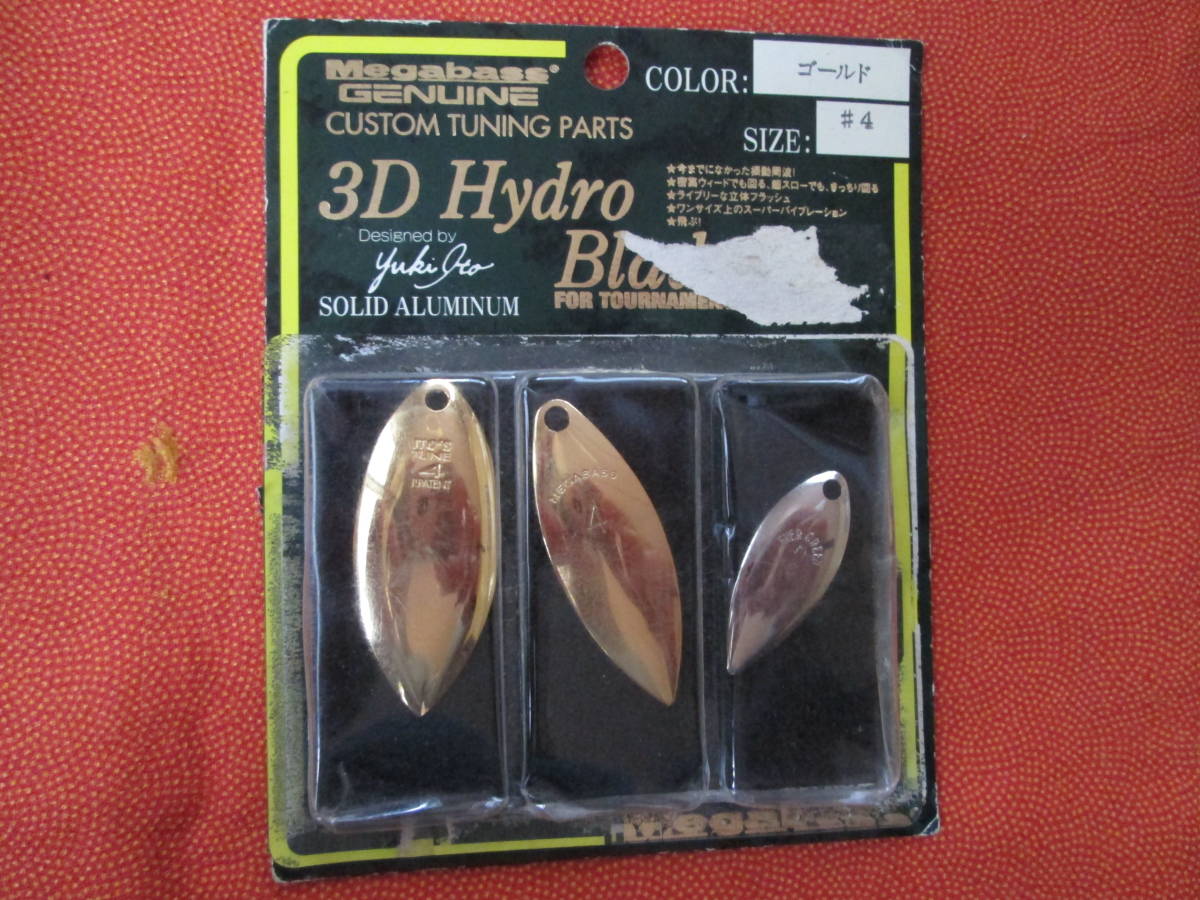 Megabass®
GENUINE
CUSTOM TUNING PARTS
COLOR: ゴールド
SIZE: #4
3D Hydro
★今までになかった振動周波!
★密集ウィードでも回る、超スローでも、きっちり回る
★ライブリーな立体フラッシュ
★ワンサイズ上のスーパーバイブレーション
★飛ぶ!
Designed by
Yuki Ito
SOLID ALUMINUM
FOR TOURNAMENT
ITO'S
TUNE
4
P.PATENT
MEGABASS
4
EVER GREEN
Megabass